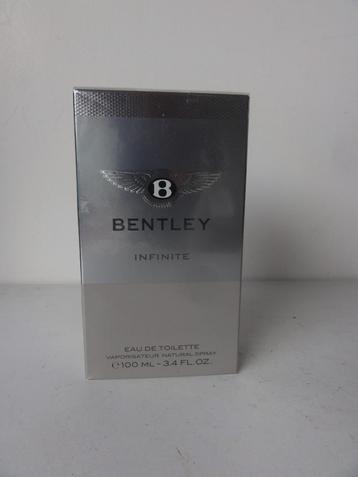 B
BENTLEY
INFINITE
EAU DE TOILETTE
VAPORISATEUR NATURAL SPRAY
℮100 ML - 3.4 FL.OZ.